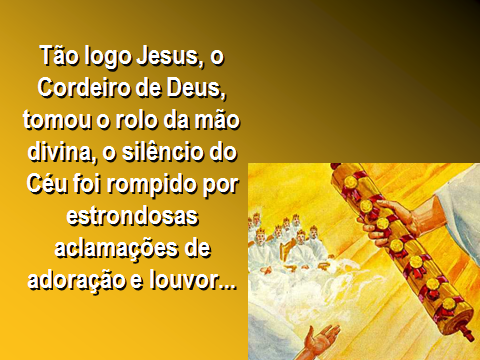 Tão logo Jesus, o
Cordeiro de Deus,
tomou o rolo da mão
divina, o silêncio do
Céu foi rompido por
estrondosas
aclamações de
adoração e louvor...